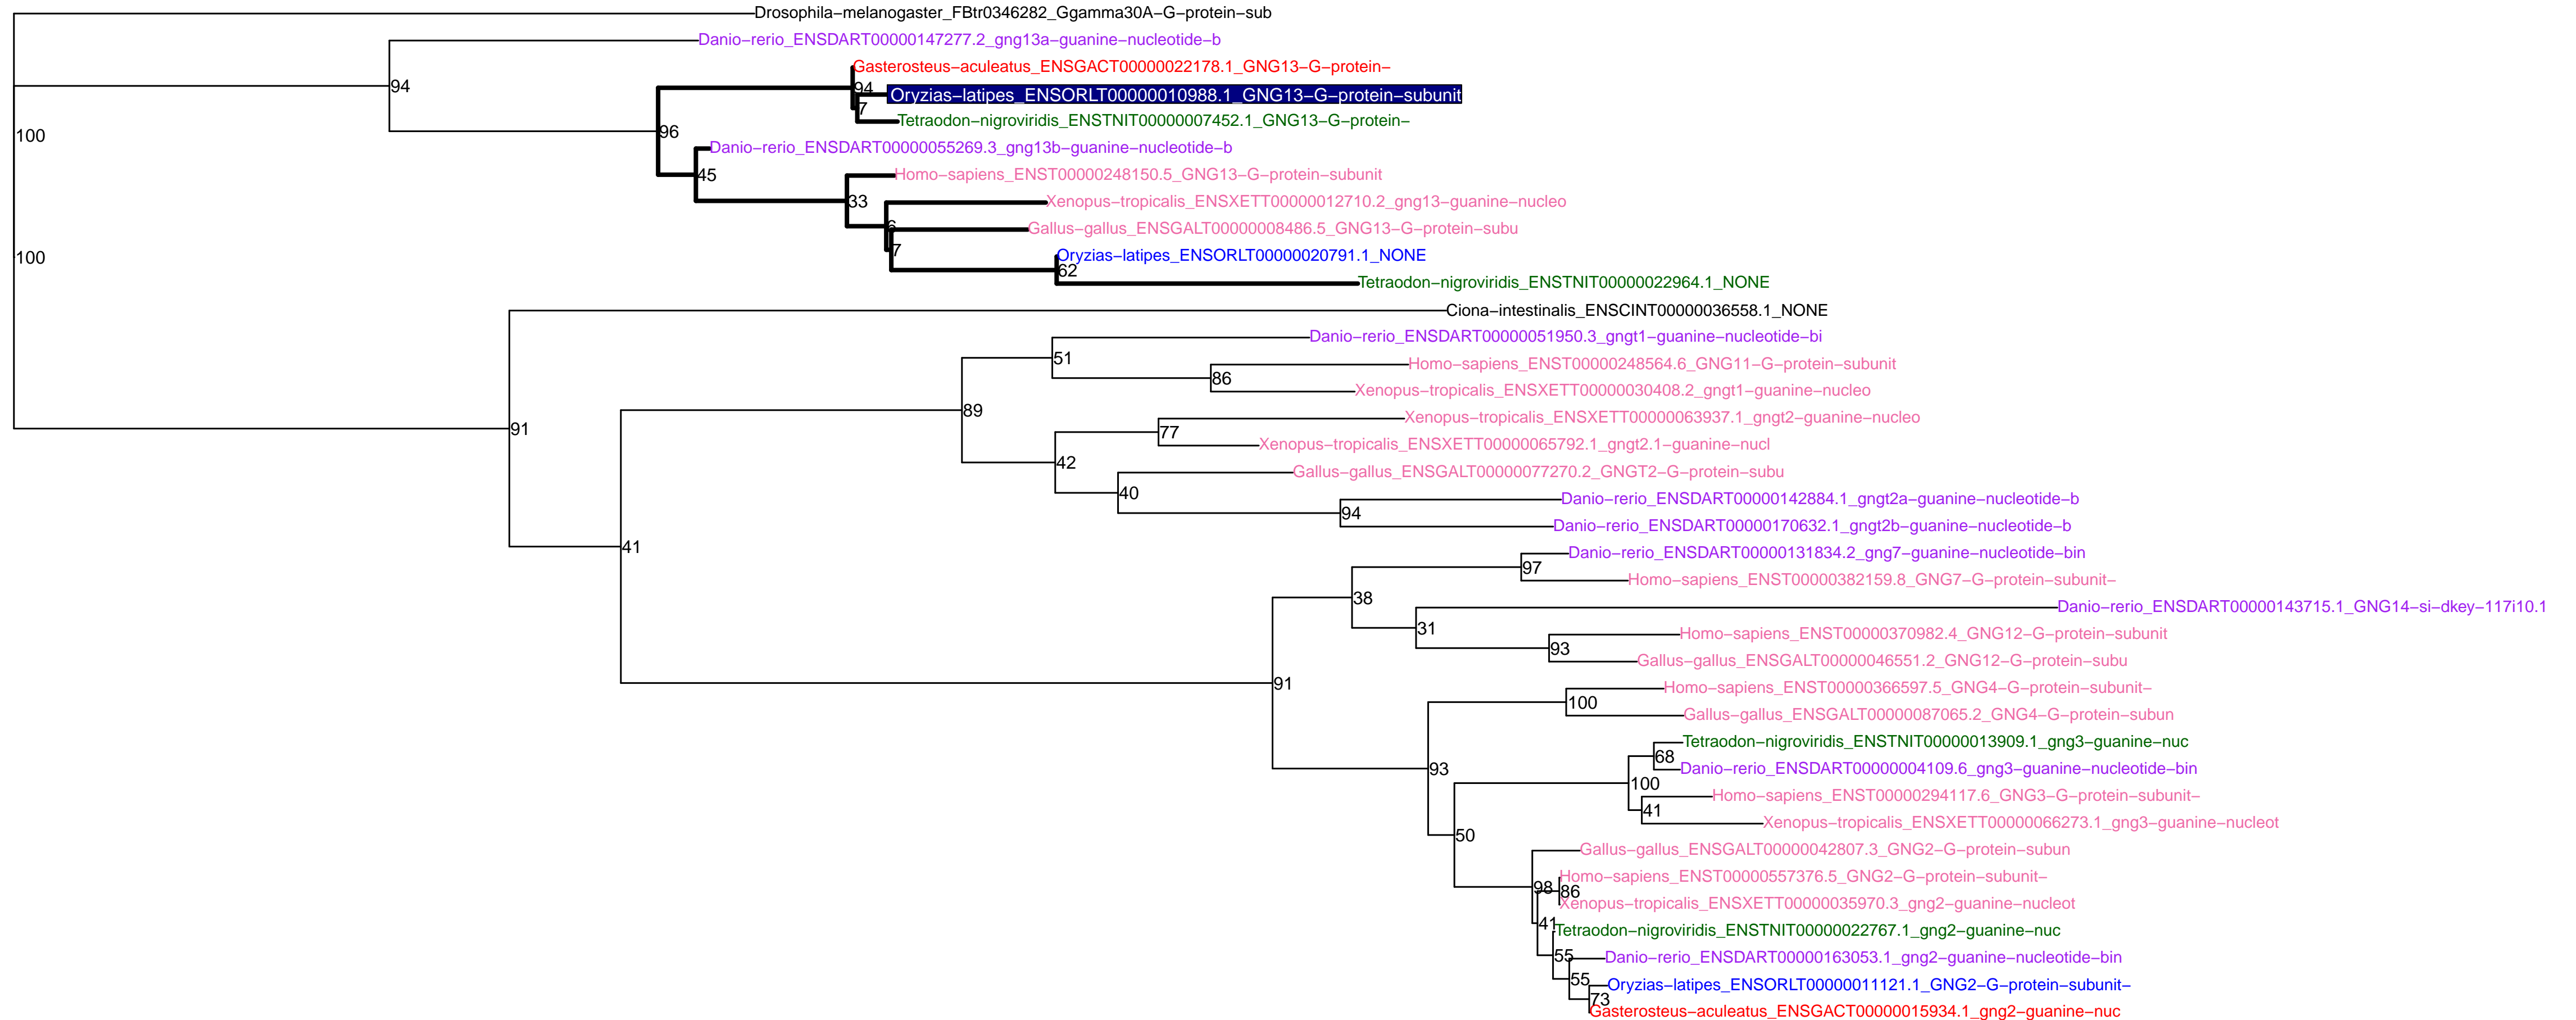 Drosophila−melanogaster_FBtr0346282_Ggamma30A−G−protein−sub
Danio−rerio_ENSDART00000147277.2_gng13a−guanine−nucleotide−b
Gasterosteus−aculeatus_ENSGACT00000022178.1_GNG13−G−protein−
94
94
Oryzias−latipes_ENSORLT00000010988.1_GNG13−G−protein−subunit
7
Tetraodon−nigroviridis_ENSTNIT00000007452.1_GNG13−G−protein−
96
100
Danio−rerio_ENSDART00000055269.3_gng13b−guanine−nucleotide−b
45
Homo−sapiens_ENST00000248150.5_GNG13−G−protein−subunit
33
Xenopus−tropicalis_ENSXETT00000012710.2_gng13−guanine−nucleo
6
Gallus−gallus_ENSGALT00000008486.5_GNG13−G−protein−subu
7
Oryzias−latipes_ENSORLT00000020791.1_NONE
100
62
Tetraodon−nigroviridis_ENSTNIT00000022964.1_NONE
Ciona−intestinalis_ENSCINT00000036558.1_NONE
Danio−rerio_ENSDART00000051950.3_gngt1−guanine−nucleotide−bi
51
Homo−sapiens_ENST00000248564.6_GNG11−G−protein−subunit
86
Xenopus−tropicalis_ENSXETT00000030408.2_gngt1−guanine−nucleo
89
Xenopus−tropicalis_ENSXETT00000063937.1_gngt2−guanine−nucleo
91
77
Xenopus−tropicalis_ENSXETT00000065792.1_gngt2.1−guanine−nucl
42
Gallus−gallus_ENSGALT00000077270.2_GNGT2−G−protein−subu
40
Danio−rerio_ENSDART00000142884.1_gngt2a−guanine−nucleotide−b
94
Danio−rerio_ENSDART00000170632.1_gngt2b−guanine−nucleotide−b
41
Danio−rerio_ENSDART00000131834.2_gng7−guanine−nucleotide−bin
97
Homo−sapiens_ENST00000382159.8_GNG7−G−protein−subunit−
38
Danio−rerio_ENSDART00000143715.1_GNG14−si−dkey−117i10.1
31
Homo−sapiens_ENST00000370982.4_GNG12−G−protein−subunit
93
Gallus−gallus_ENSGALT00000046551.2_GNG12−G−protein−subu
91
Homo−sapiens_ENST00000366597.5_GNG4−G−protein−subunit−
100
Gallus−gallus_ENSGALT00000087065.2_GNG4−G−protein−subun
Tetraodon−nigroviridis_ENSTNIT00000013909.1_gng3−guanine−nuc
68
93
Danio−rerio_ENSDART00000004109.6_gng3−guanine−nucleotide−bin
100
Homo−sapiens_ENST00000294117.6_GNG3−G−protein−subunit−
41
Xenopus−tropicalis_ENSXETT00000066273.1_gng3−guanine−nucleot
50
Gallus−gallus_ENSGALT00000042807.3_GNG2−G−protein−subun
Homo−sapiens_ENST00000557376.5_GNG2−G−protein−subunit−
98
86
Xenopus−tropicalis_ENSXETT00000035970.3_gng2−guanine−nucleot
41
Tetraodon−nigroviridis_ENSTNIT00000022767.1_gng2−guanine−nuc
55
Danio−rerio_ENSDART00000163053.1_gng2−guanine−nucleotide−bin
55
Oryzias−latipes_ENSORLT00000011121.1_GNG2−G−protein−subunit−
73
Gasterosteus−aculeatus_ENSGACT00000015934.1_gng2−guanine−nuc